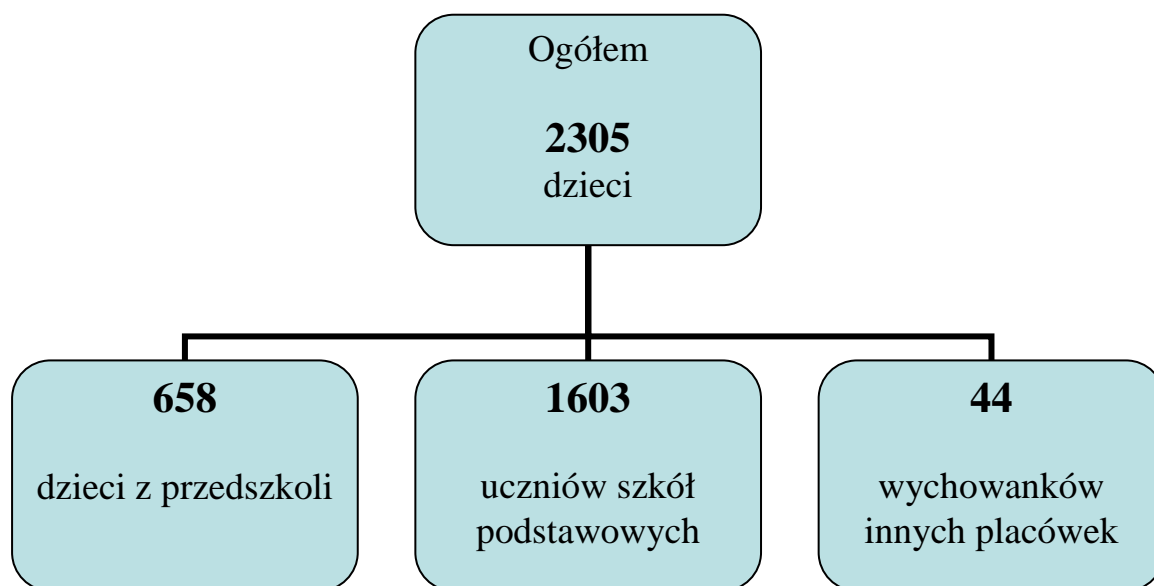 Ogółem
2305
dzieci
658
dzieci z przedszkoli
1603
uczniów szkół
podstawowych
44
wychowanków
innych placówek